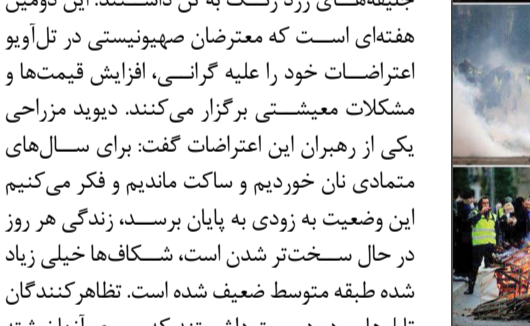 جلیقه‌های زرد رنگ به تن داشتند. این دومین
هفته‌ای است که معترضان صهیونیستی در تل‌آویو
اعتراضات خود را علیه گرانی، افزایش قیمت‌ها و
مشکلات معیشتی برگزار می‌کنند. دیوید مزراحی
یکی از رهبران این اعتراضات گفت: برای سال‌های
متمادی نان خوردیم و ساکت ماندیم و فکر می‌کنیم
این وضعیت به زودی به پایان برسد، زندگی هر روز
در حال سخت‌تر شدن است، شکاف‌ها خیلی زیاد
شده طبقه متوسط ضعیف شده است. تظاهرکنندگان